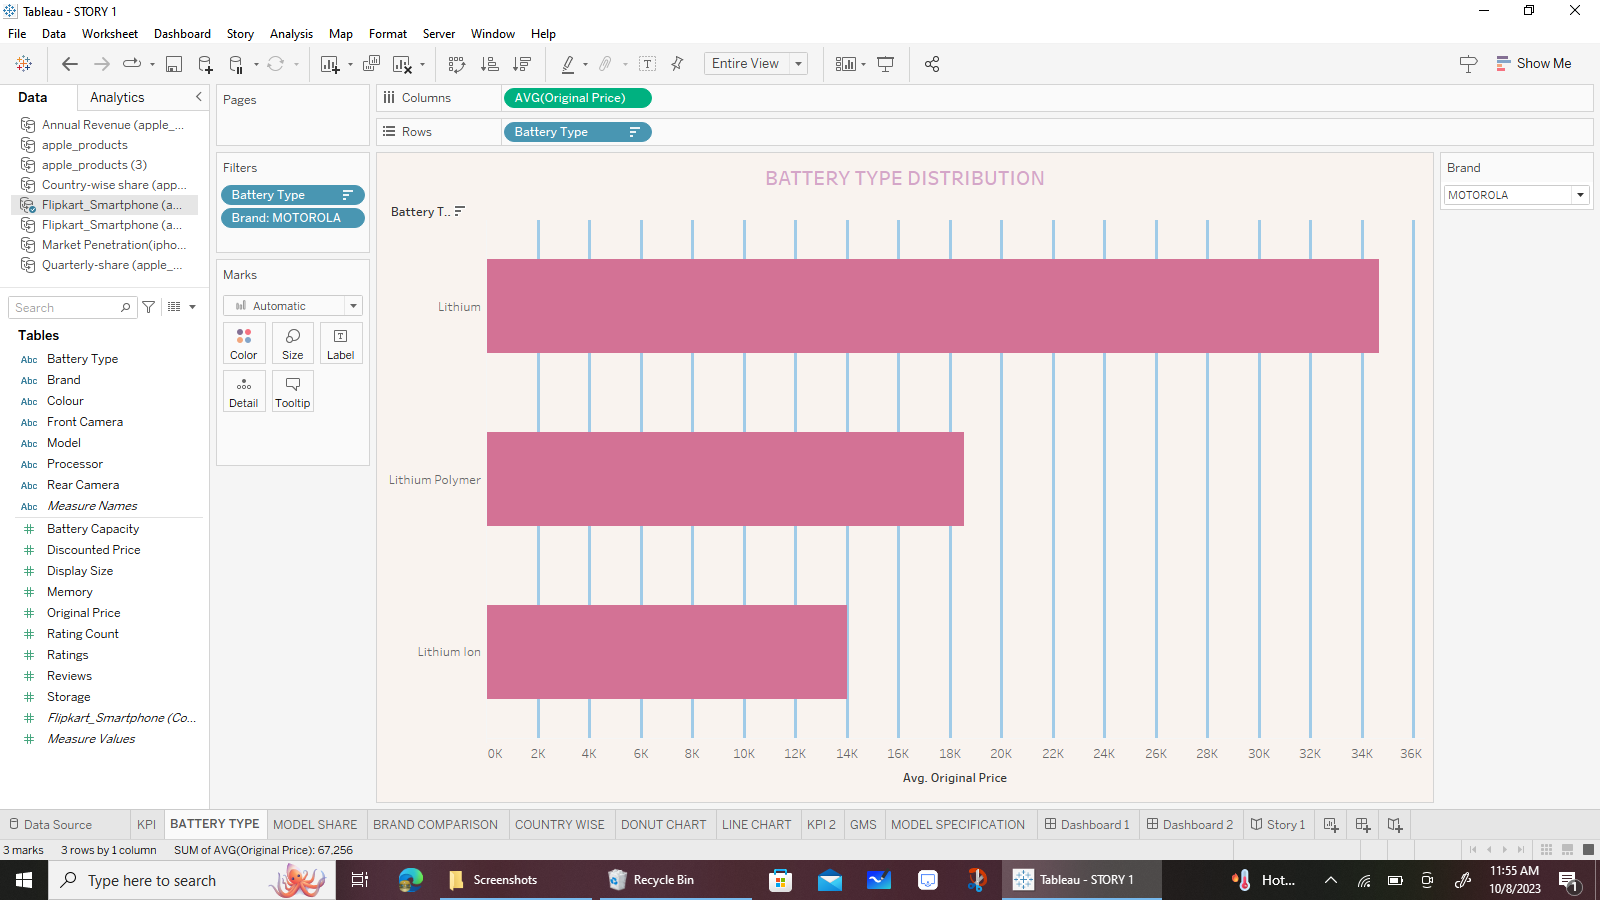 Tableau - STORY 1
File Data Worksheet Dashboard Story Analysis Map Format Server Window Help
Entire View
Show Me
Data Analytics
Annual Revenue (apple_...
apple_products
apple_products (3)
Country-wise share (app...
Flipkart_Smartphone (a...
Flipkart_Smartphone (a...
Market Penetration(ipho...
Quarterly-share (apple_...
Search
Tables
Abc Battery Type
Abc Brand
Abc Colour
Abc Front Camera
Abc Model
Abc Processor
Abc Rear Camera
Abc Measure Names
Battery Capacity
Discounted Price
Display Size
Memory
Original Price
Rating Count
Ratings
Reviews
Storage
Flipkart_Smartphone (Co...
Measure Values
Pages
Filters
Battery Type
Brand: MOTOROLA
Marks
Automatic
Color Size Label
Detail Tooltip
Columns AVG(Original Price)
Rows Battery Type
BATTERY TYPE DISTRIBUTION
Battery T..
Lithium
Lithium Polymer
Lithium Ion
0K 2K 4K 6K 8K 10K 12K 14K 16K 18K 20K 22K 24K 26K 28K 30K 32K 34K 36K
Avg. Original Price
Brand
MOTOROLA
Data Source KPI BATTERY TYPE MODEL SHARE BRAND COMPARISON COUNTRY WISE DONUT CHART LINE CHART KPI 2 GMS MODEL SPECIFICATION Dashboard 1 Dashboard 2 Story 1
3 marks 3 rows by 1 column SUM of AVG(Original Price): 67,256
Type here to search Screenshots Recycle Bin Tableau - STORY 1 Hot... 11:55 AM
10/8/2023
1